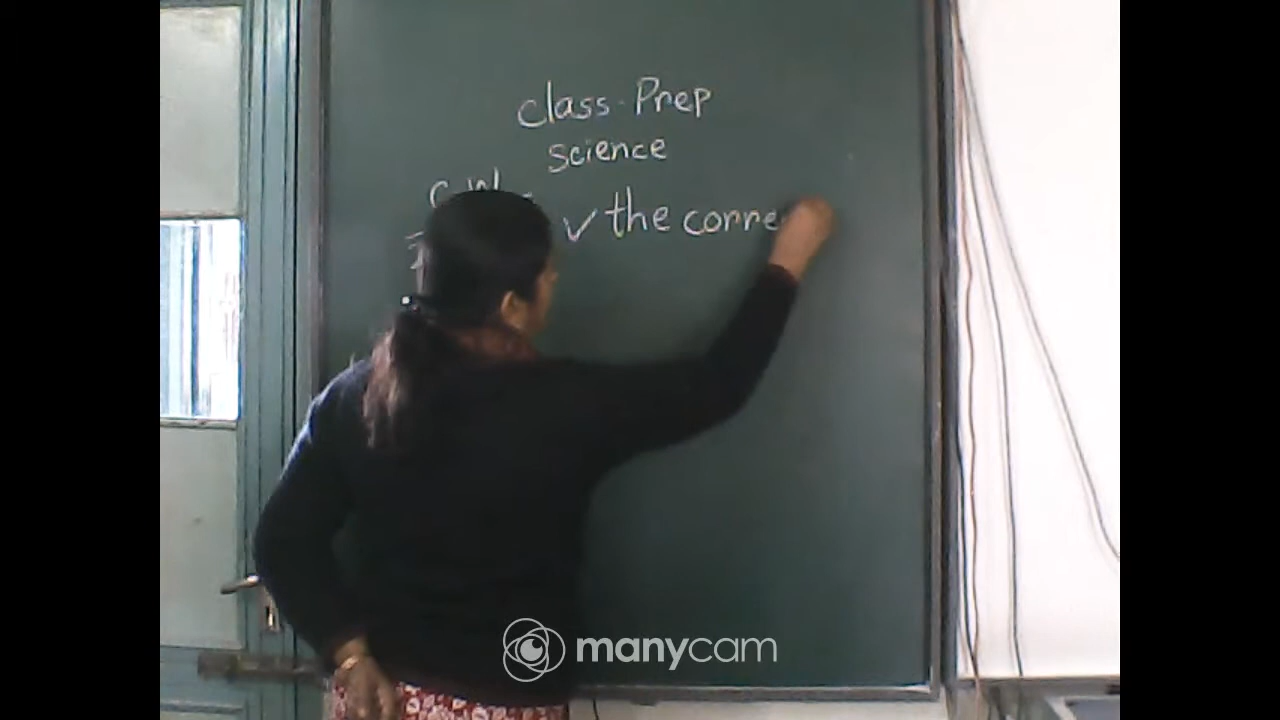 Class-Prep
Science
C.W.
✓ the corre
manycam